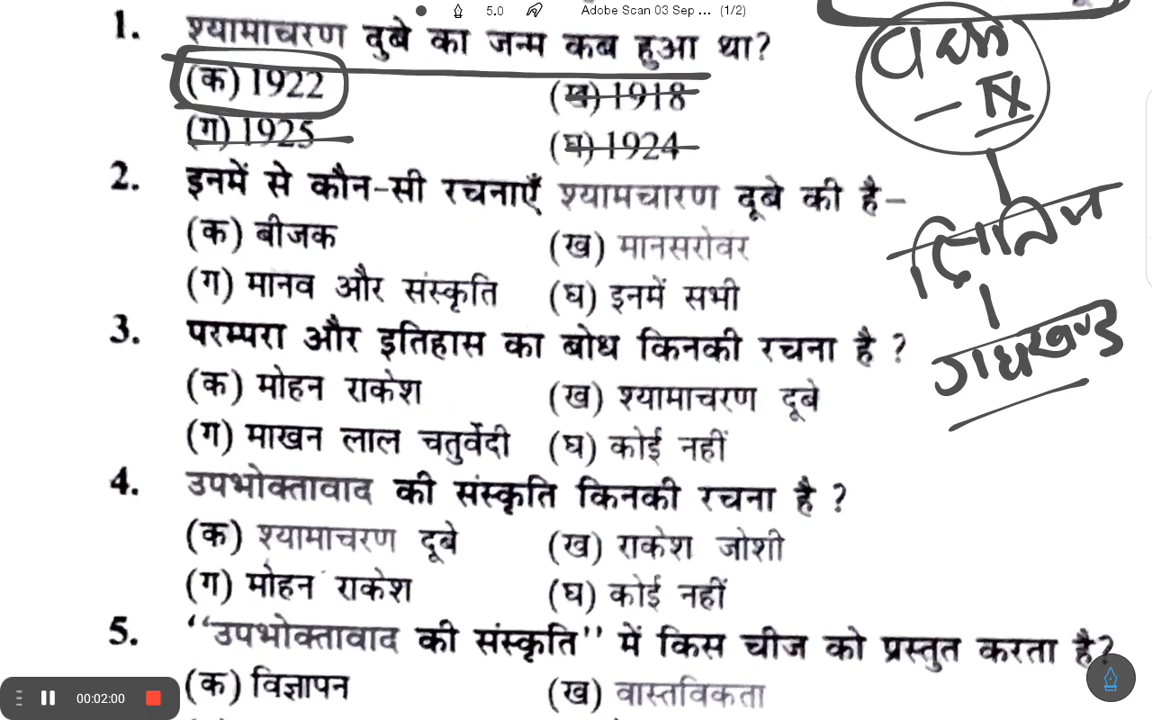 5.0 Adobe Scan 03 Sep ... (1/2)
1. श्यामाचरण दुबे का जन्म कब हुआ था?
(क) 1922 (ख) 1918
(ग) 1925 (घ) 1924
2. इनमें से कौन-सी रचनाएँ श्यामचारण दूबे की है-
(क) बीजक (ख) मानसरोवर
(ग) मानव और संस्कृति (घ) इनमें सभी
3. परम्परा और इतिहास का बोध किनकी रचना है ?
(क) मोहन राकेश (ख) श्यामाचरण दूबे
(ग) माखन लाल चतुर्वेदी (घ) कोई नहीं
4. उपभोक्तावाद की संस्कृति किनकी रचना है ?
(क) श्यामाचरण दूबे (ख) राकेश जोशी
(ग) मोहन राकेश (घ) कोई नहीं
5. “उपभोक्तावाद की संस्कृति” में किस चीज को प्रस्तुत करता है?
(क) विज्ञापन (ख) वास्तविकता
- IX
क्षितिज
गद्यखण्ड
00:02:00